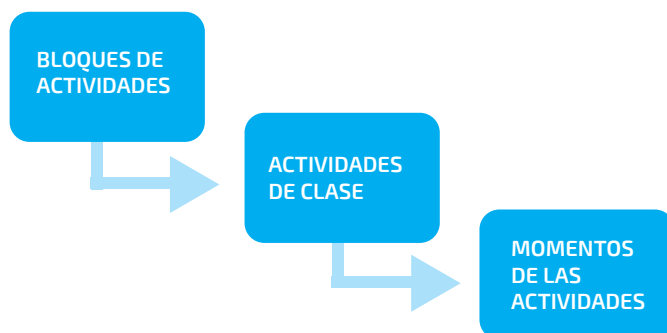 BLOQUES DE
ACTIVIDADES
ACTIVIDADES
DE CLASE
MOMENTOS
DE LAS
ACTIVIDADES